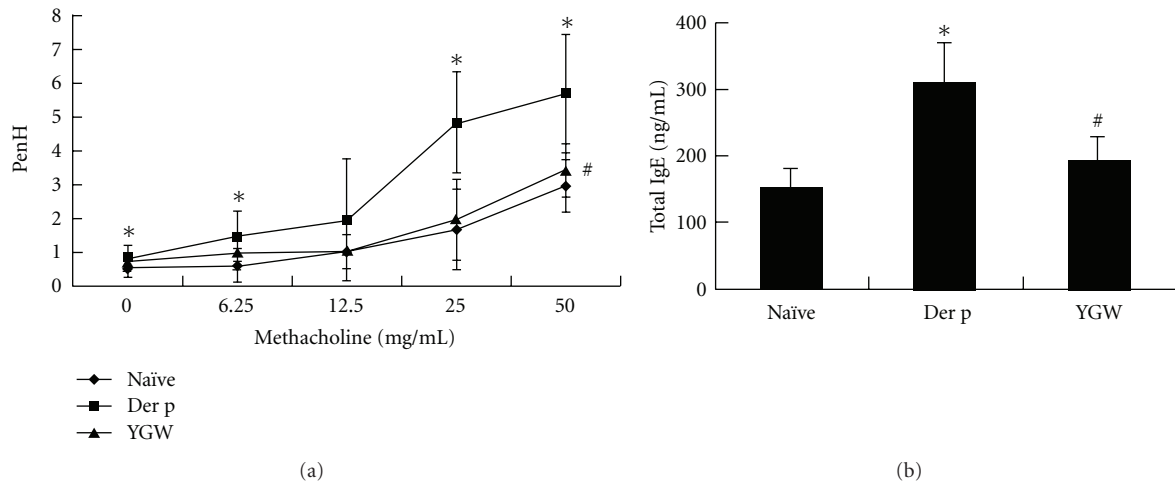 8
7
6
5
4
3
2
1
0
PenH
*
*
*
*
#
0 6.25 12.5 25 50
Methacholine (mg/mL)
Naïve
Der p
YGW
(a)
400
300
200
100
0
Total IgE (ng/mL)
*
#
Naïve Der p YGW
(b)